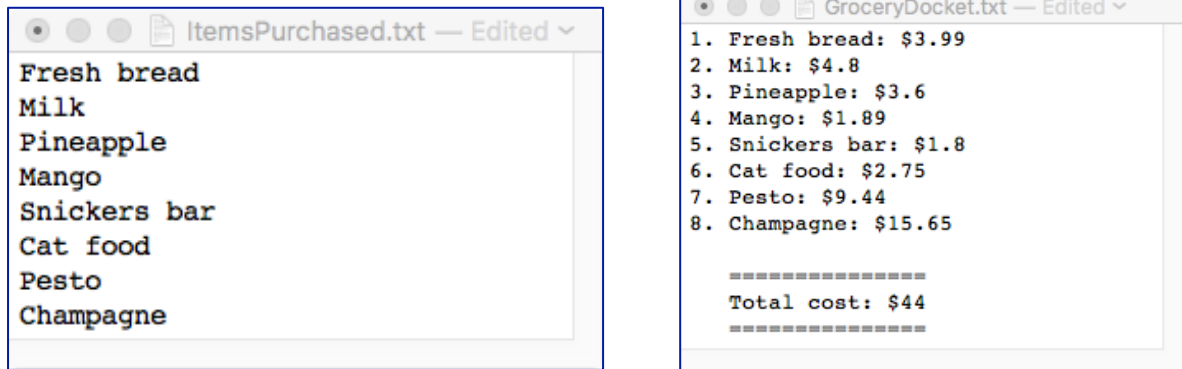 ItemsPurchased.txt — Edited
Fresh bread
Milk
Pineapple
Mango
Snickers bar
Cat food
Pesto
Champagne
GroceryDocket.txt — Edited
1. Fresh bread: $3.99
2. Milk: $4.8
3. Pineapple: $3.6
4. Mango: $1.89
5. Snickers bar: $1.8
6. Cat food: $2.75
7. Pesto: $9.44
8. Champagne: $15.65
===============
Total cost: $44
===============